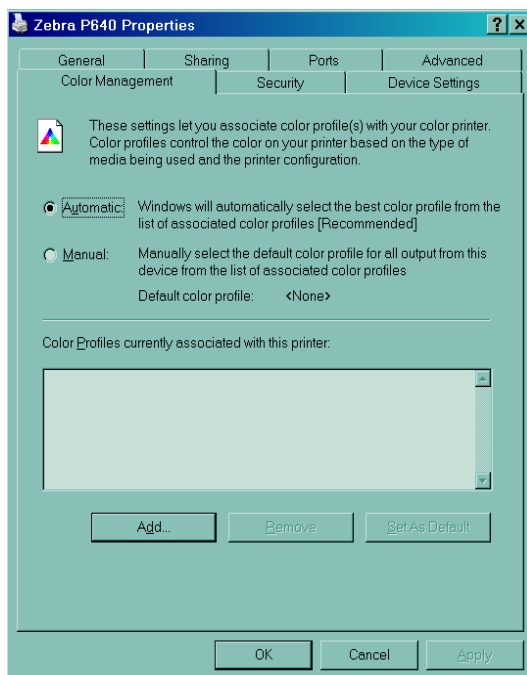 Zebra P640 Properties
General Sharing Ports Advanced
Color Management Security Device Settings
These settings let you associate color profile(s) with your color printer.
Color profiles control the color on your printer based on the type of
media being used and the printer configuration.
Automatic: Windows will automatically select the best color profile from the
list of associated color profiles [Recommended]
Manual: Manually select the default color profile for all output from this
device from the list of associated color profiles
Default color profile: <None>
Color Profiles currently associated with this printer:
Add... Remove Set As Default
OK Cancel Apply